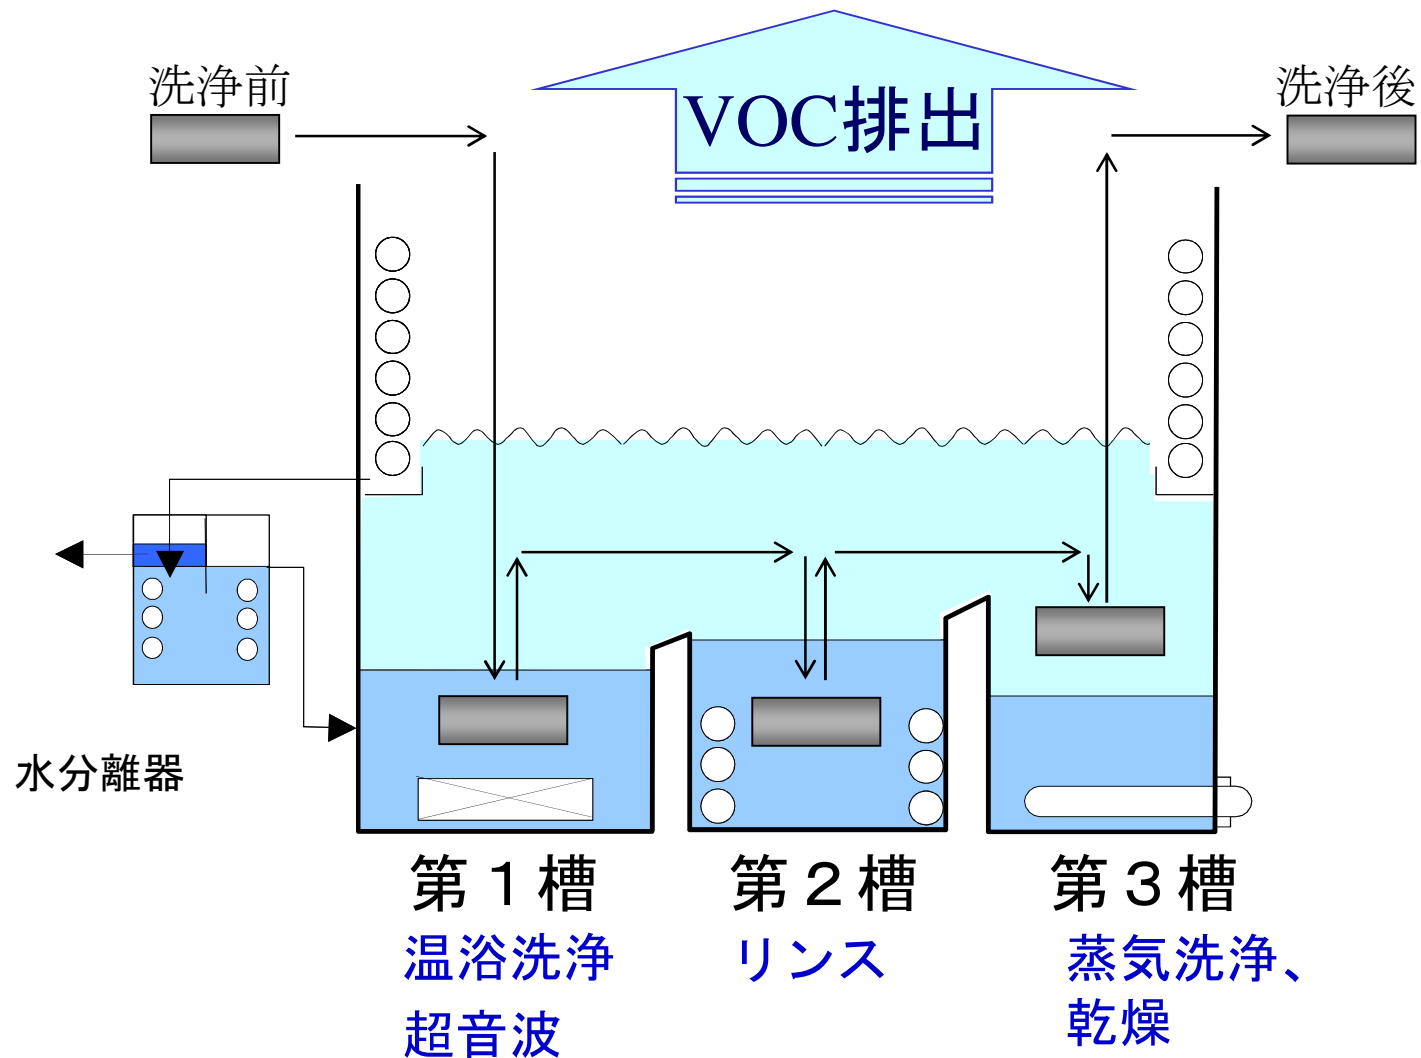 洗浄前
VOC排出
洗浄後
水分離器
第１槽
第２槽
第３槽
温浴洗浄
超音波
リンス
蒸気洗浄、
乾燥